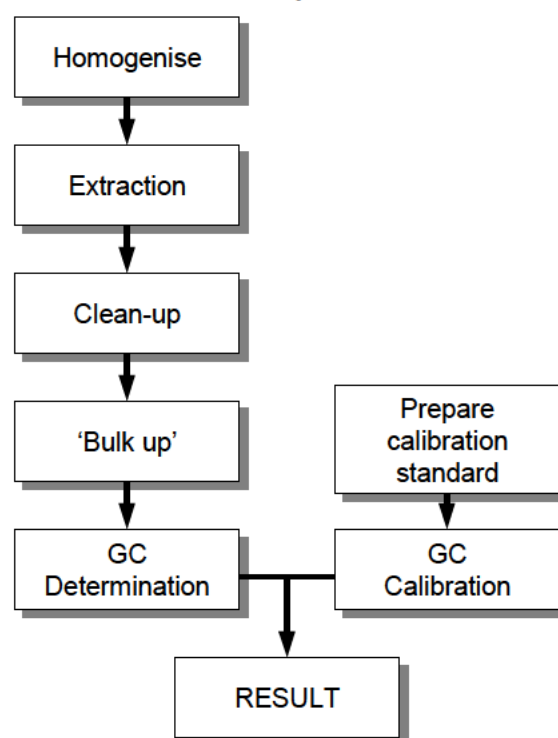 Homogenise
Extraction
Clean-up
‘Bulk up’
Prepare
calibration
standard
GC
Determination
GC
Calibration
RESULT